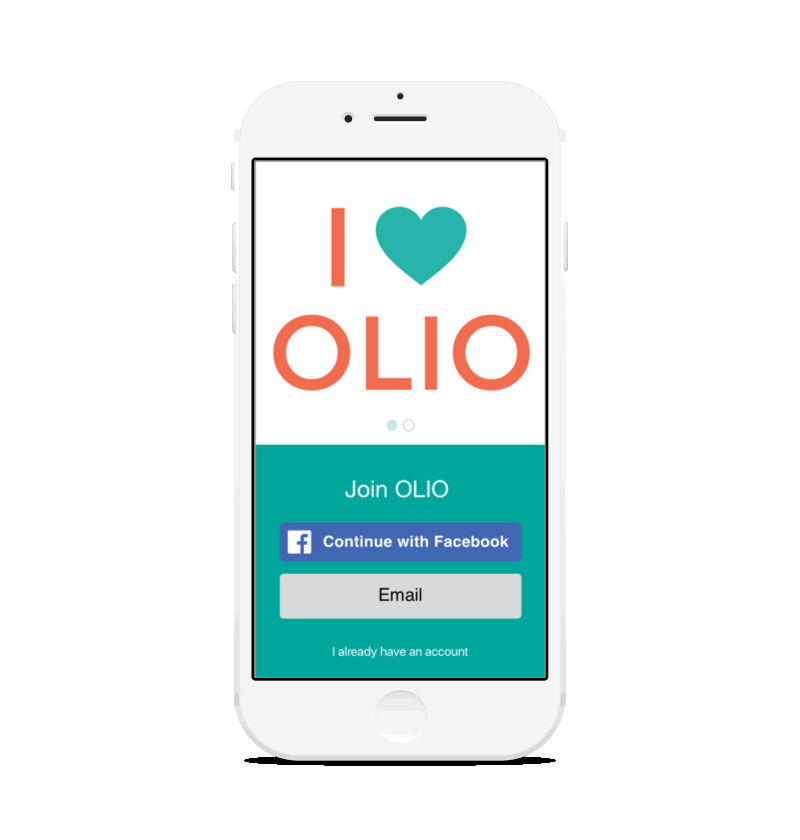 I
OLIO
Join OLIO
Continue with Facebook
Email
I already have an account